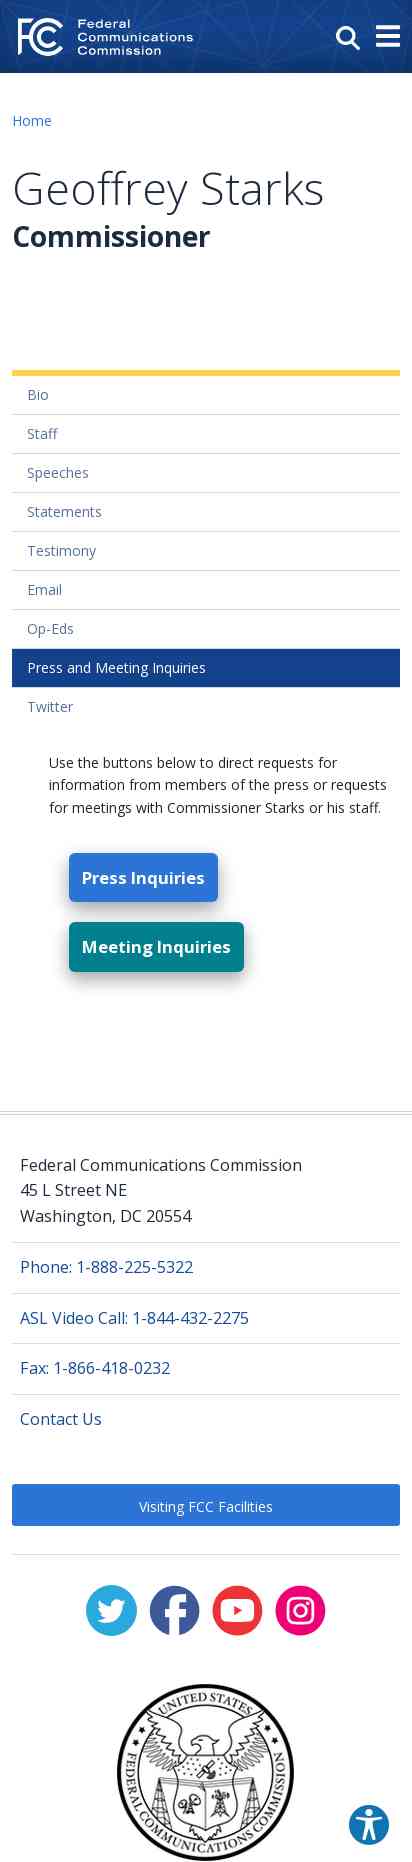 Federal
Communications
Commission
Home
Geoffrey Starks
Commissioner
Bio
Staff
Speeches
Statements
Testimony
Email
Op-Eds
Press and Meeting Inquiries
Twitter
Use the buttons below to direct requests for
information from members of the press or requests
for meetings with Commissioner Starks or his staff.
Press Inquiries
Meeting Inquiries
Federal Communications Commission
45 L Street NE
Washington, DC 20554
Phone: 1-888-225-5322
ASL Video Call: 1-844-432-2275
Fax: 1-866-418-0232
Contact Us
Visiting FCC Facilities
UNITED STATES
FEDERAL COMMUNICATIONS COMMISSION